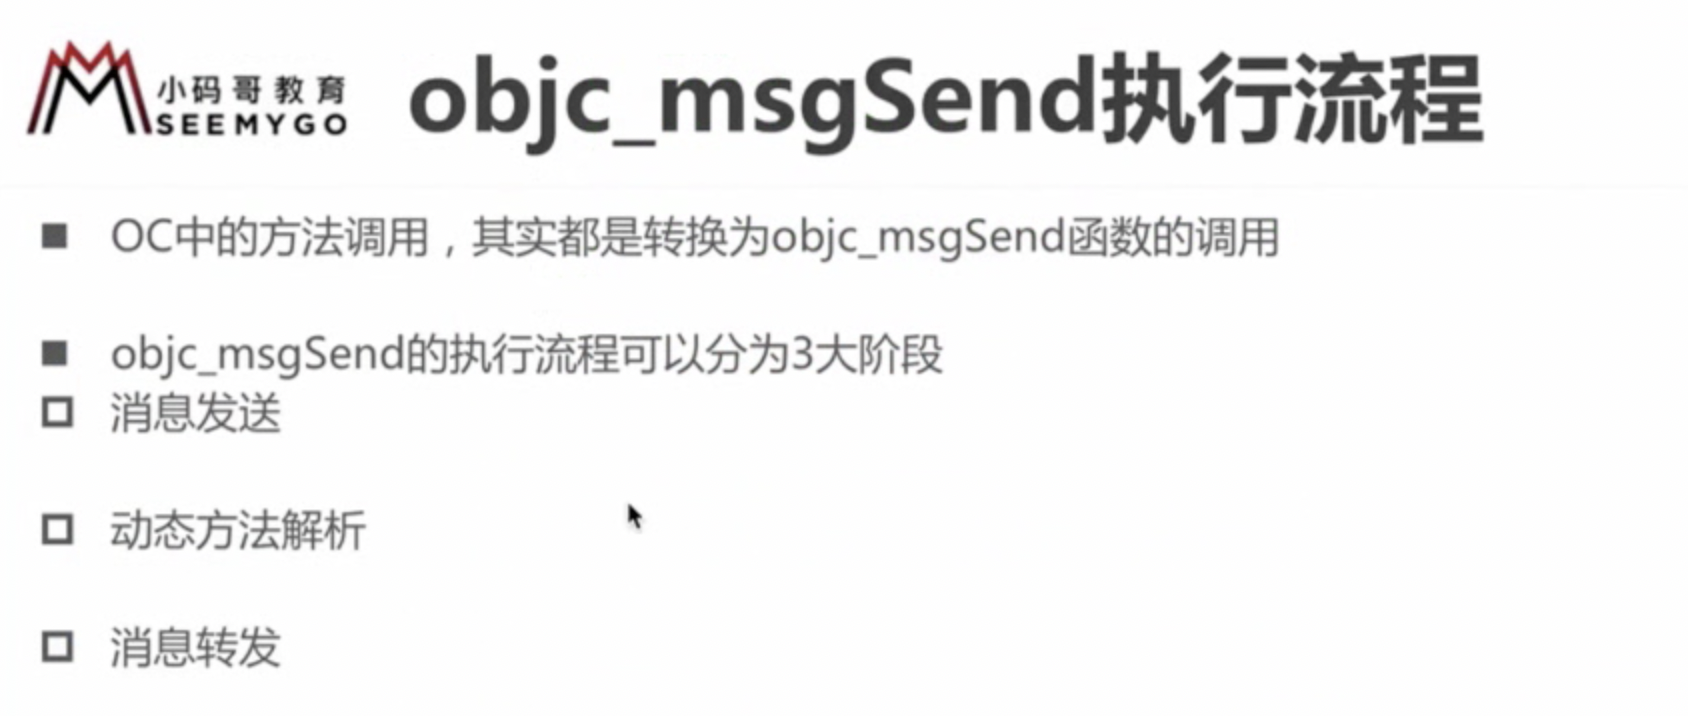 小码哥教育
SEEMYGO
objc_msgSend执行流程
OC中的方法调用，其实都是转换为objc_msgSend函数的调用
objc_msgSend的执行流程可以分为3大阶段
消息发送
动态方法解析
消息转发